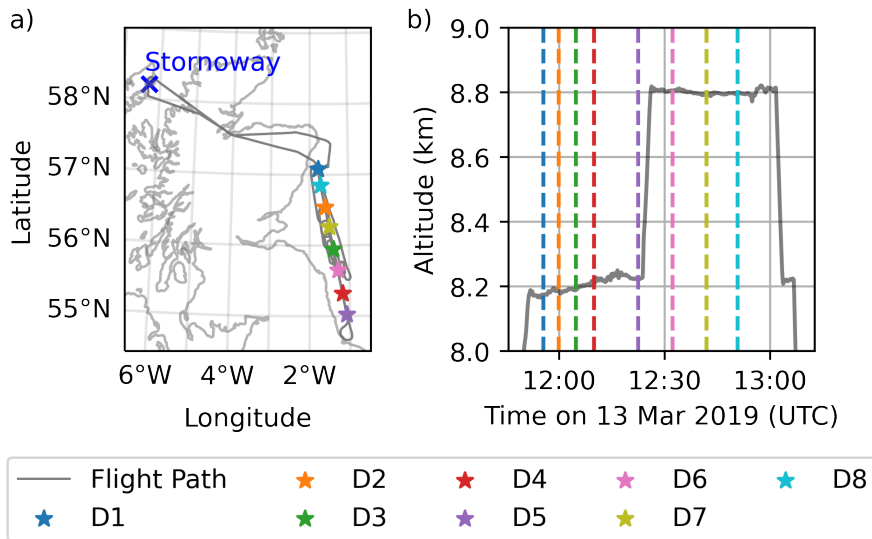 a)
Stornoway
58°N
57°N
56°N
55°N
Latitude
6°W 4°W 2°W
Longitude
b)
9.0
8.8
8.6
8.4
8.2
8.0
Altitude (km)
12:00 12:30 13:00
Time on 13 Mar 2019 (UTC)
Flight Path D2 D4 D6 D8
D1 D3 D5 D7